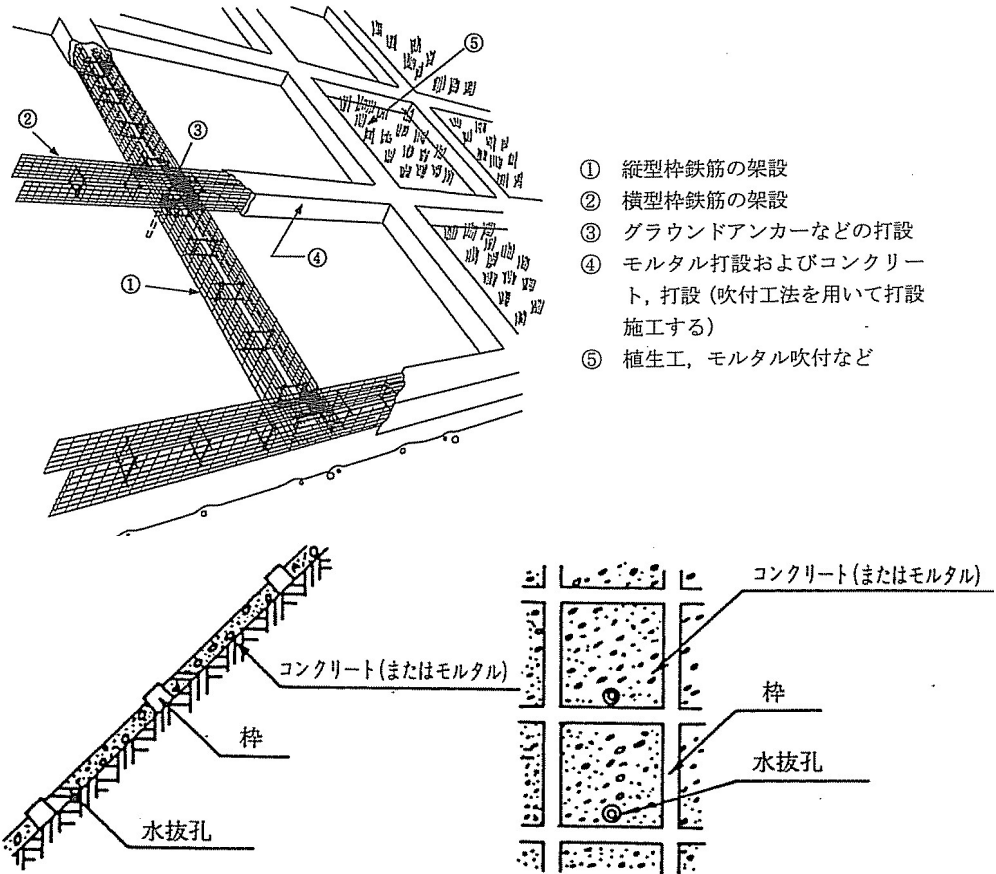 ⑤
②
③
④
①
① 縦型枠鉄筋の架設
② 横型枠鉄筋の架設
③ グラウンドアンカーなどの打設
④ モルタル打設およびコンクリー
ト, 打設 (吹付工法を用いて打設
施工する)
⑤ 植生工, モルタル吹付など
コンクリート(またはモルタル)
枠
水抜孔
コンクリート(またはモルタル)
枠
水抜孔